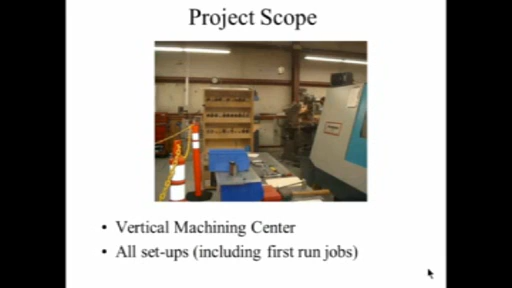 Project Scope
• Vertical Machining Center
• All set-ups (including first run jobs)